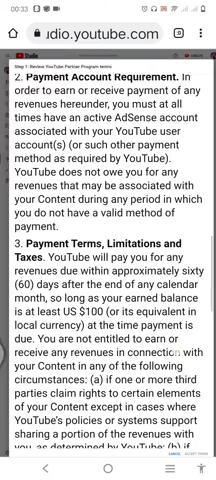 00:33
udio.youtube.com
Studio
Step 1: Review YouTube Partner Program terms
2. Payment Account Requirement. In
order to earn or receive payment of any
revenues hereunder, you must at all
times have an active AdSense account
associated with your YouTube user
account(s) (or such other payment
method as required by YouTube).
YouTube does not owe you for any
revenues that may be associated with
your Content during any period in which
you do not have a valid method of
payment.
3. Payment Terms, Limitations and
Taxes. YouTube will pay you for any
revenues due within approximately sixty
(60) days after the end of any calendar
month, so long as your earned balance
is at least US $100 (or its equivalent in
local currency) at the time payment is
due. You are not entitled to earn or
receive any revenues in connection with
your Content in any of the following
circumstances: (a) if one or more third
parties claim rights to certain elements
of your Content except in cases where
YouTube's policies or systems support
sharing a portion of the revenues with
you, as determined by YouTube; (b) if
CANCEL ACCEPT TERMS